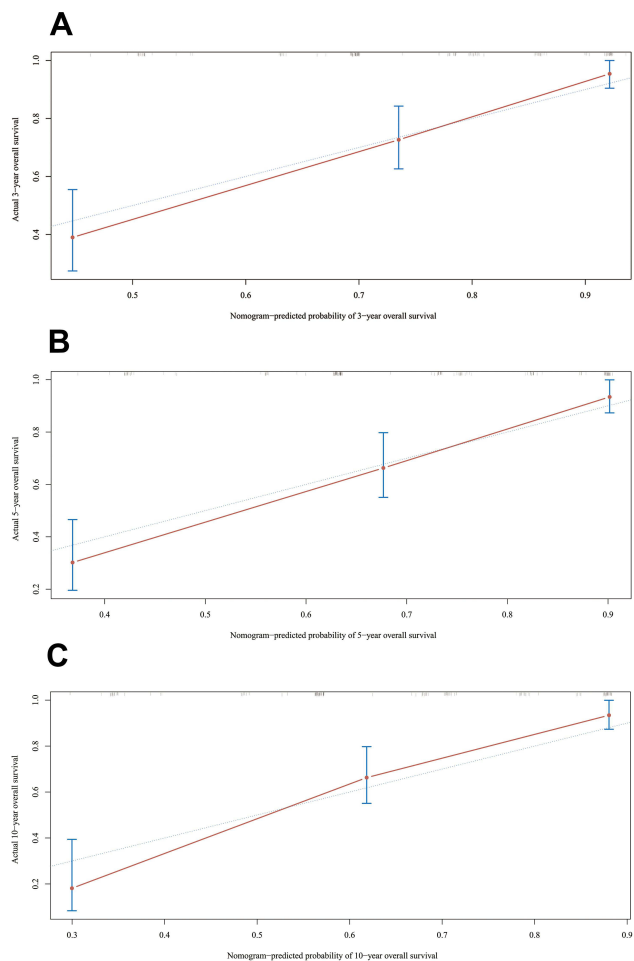 A
1.0
0.8
0.6
0.4
Actual 3−year overall survival
0.5 0.6 0.7 0.8 0.9
Nomogram−predicted probability of 3−year overall survival
B
1.0
0.8
0.6
0.4
0.2
Actual 5−year overall survival
0.4 0.5 0.6 0.7 0.8 0.9
Nomogram−predicted probability of 5−year overall survival
C
1.0
0.8
0.6
0.4
0.2
Actual 10−year overall survival
0.3 0.4 0.5 0.6 0.7 0.8 0.9
Nomogram−predicted probability of 10−year overall survival